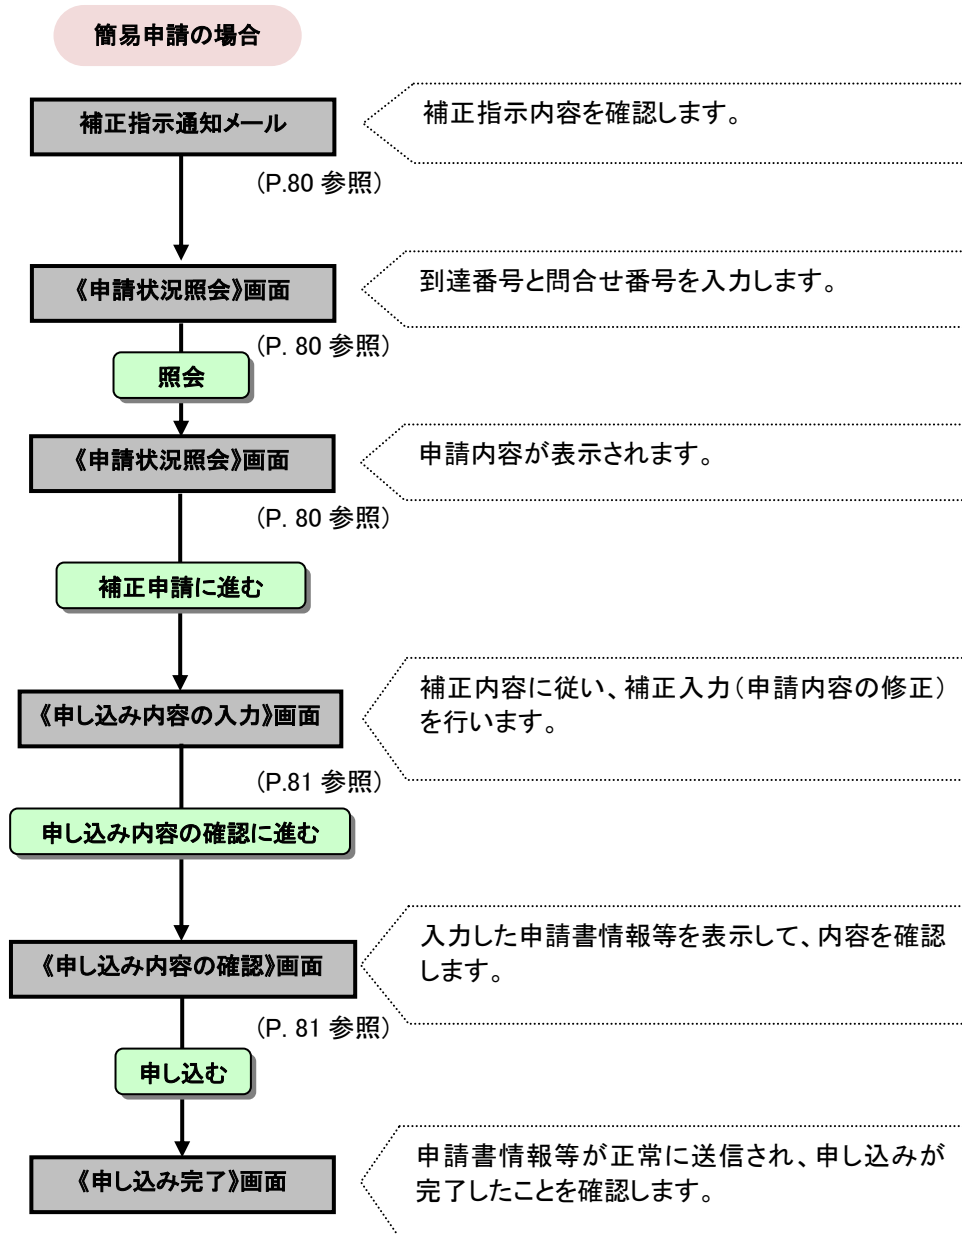 簡易申請の場合
補正指示通知メール
補正指示内容を確認します。
(P.80 参照)
《申請状況照会》画面
到達番号と問合せ番号を入力します。
(P. 80 参照)
照会
《申請状況照会》画面
申請内容が表示されます。
(P. 80 参照)
補正申請に進む
《申し込み内容の入力》画面
補正内容に従い、補正入力（申請内容の修正）
を行います。
(P.81 参照)
申し込み内容の確認に進む
《申し込み内容の確認》画面
入力した申請書情報等を表示して、内容を確認
します。
(P. 81 参照)
申し込む
《申し込み完了》画面
申請書情報等が正常に送信され、申し込みが
完了したことを確認します。